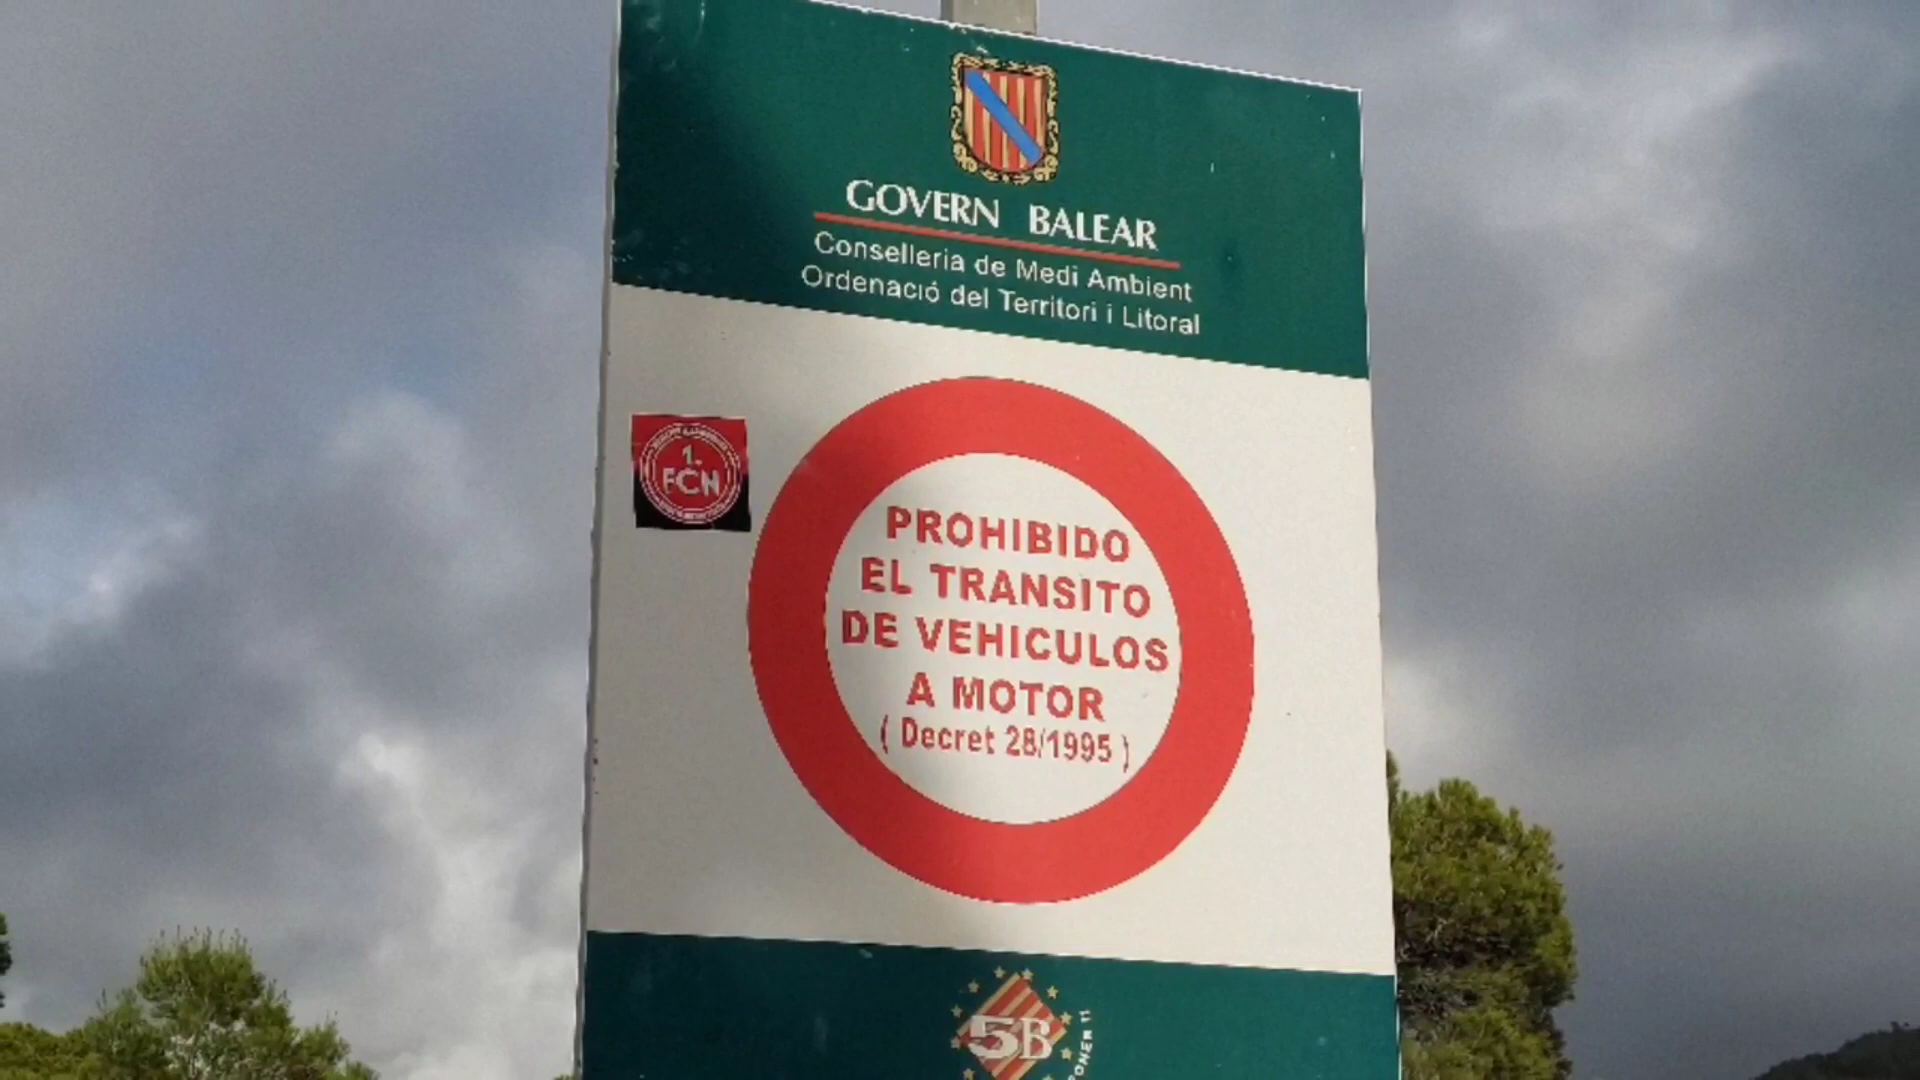 GOVERN BALEAR
Conselleria de Medi Ambient
Ordenació del Territori i Litoral
1.
FCN
PROHIBIDO
EL TRANSITO
DE VEHICULOS
A MOTOR
( Decret 28/1995 )
5B